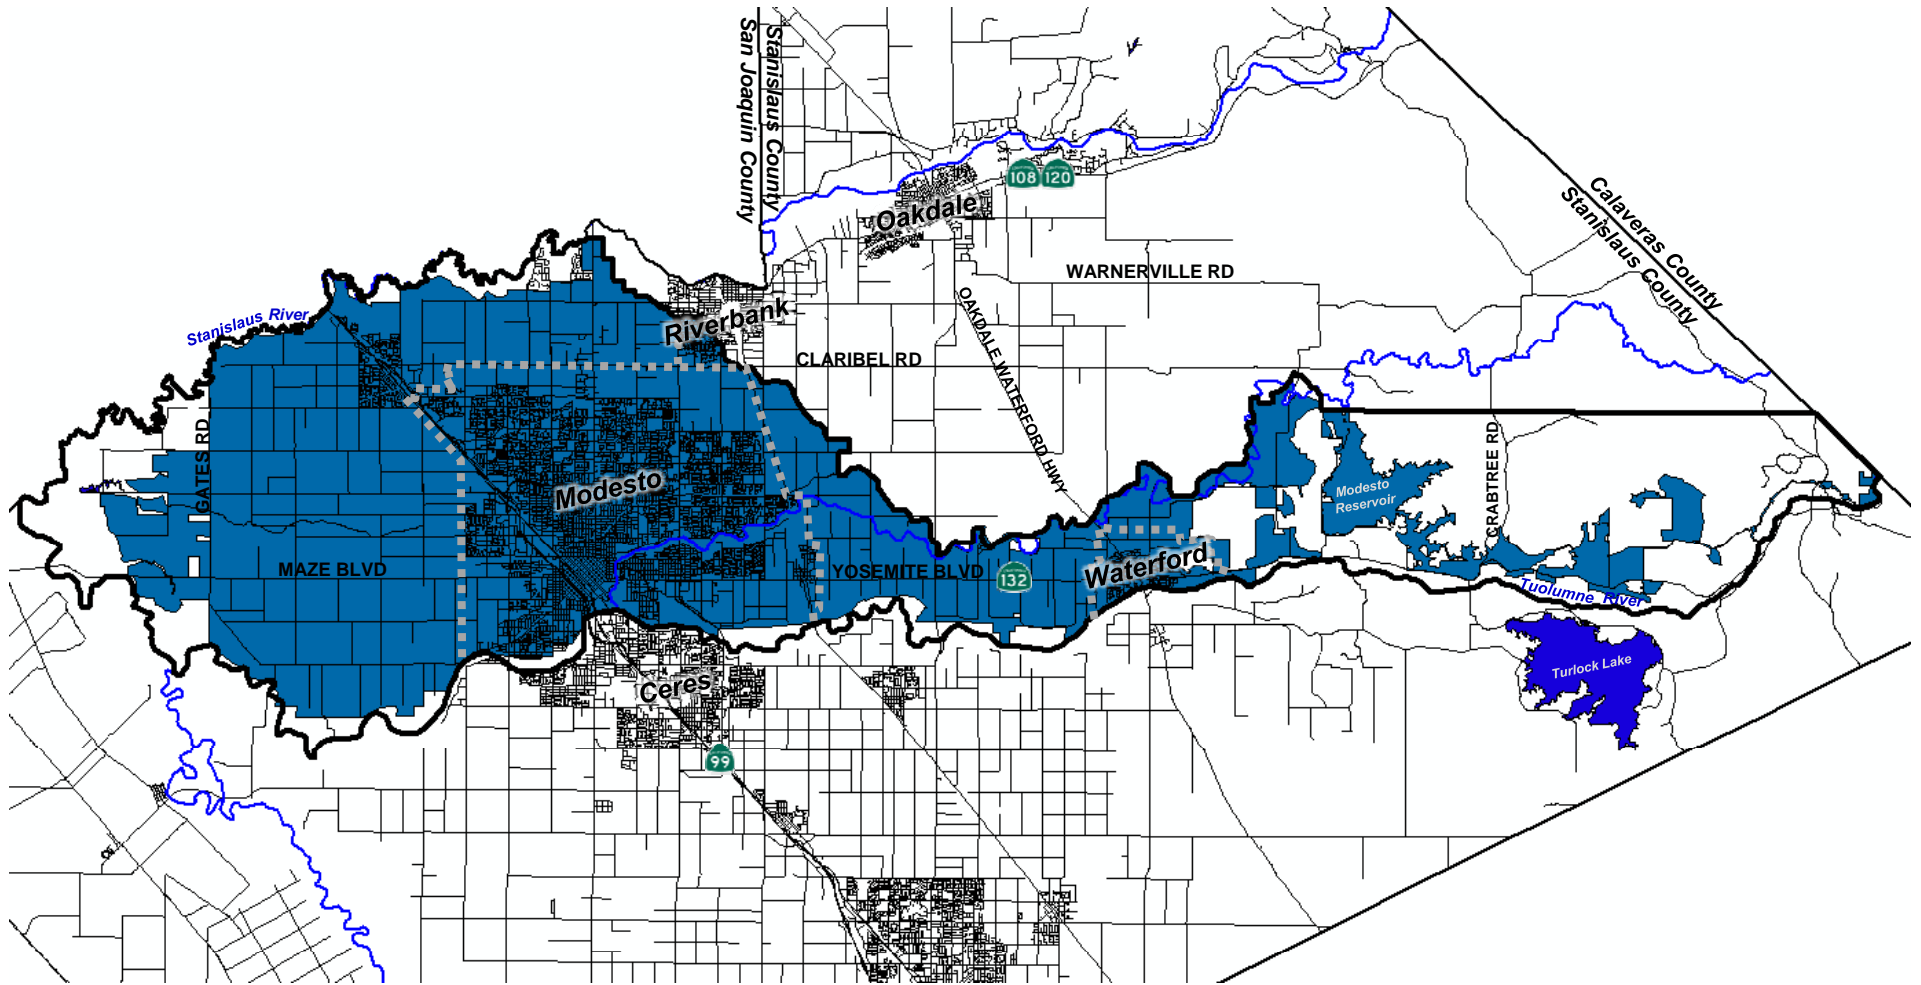 Stanislaus County
San Joaquin County
108
120
Oakdale
Calaveras County
Stanislaus County
WARNERVILLE RD
OAKDALE WATERFORD HWY
Stanislaus River
Riverbank
CLARIBEL RD
GATES RD
CRABTREE RD
Modesto
Modesto
Reservoir
MAZE BLVD
YOSEMITE BLVD
132
Waterford
Tuolumne River
Turlock Lake
Ceres
99